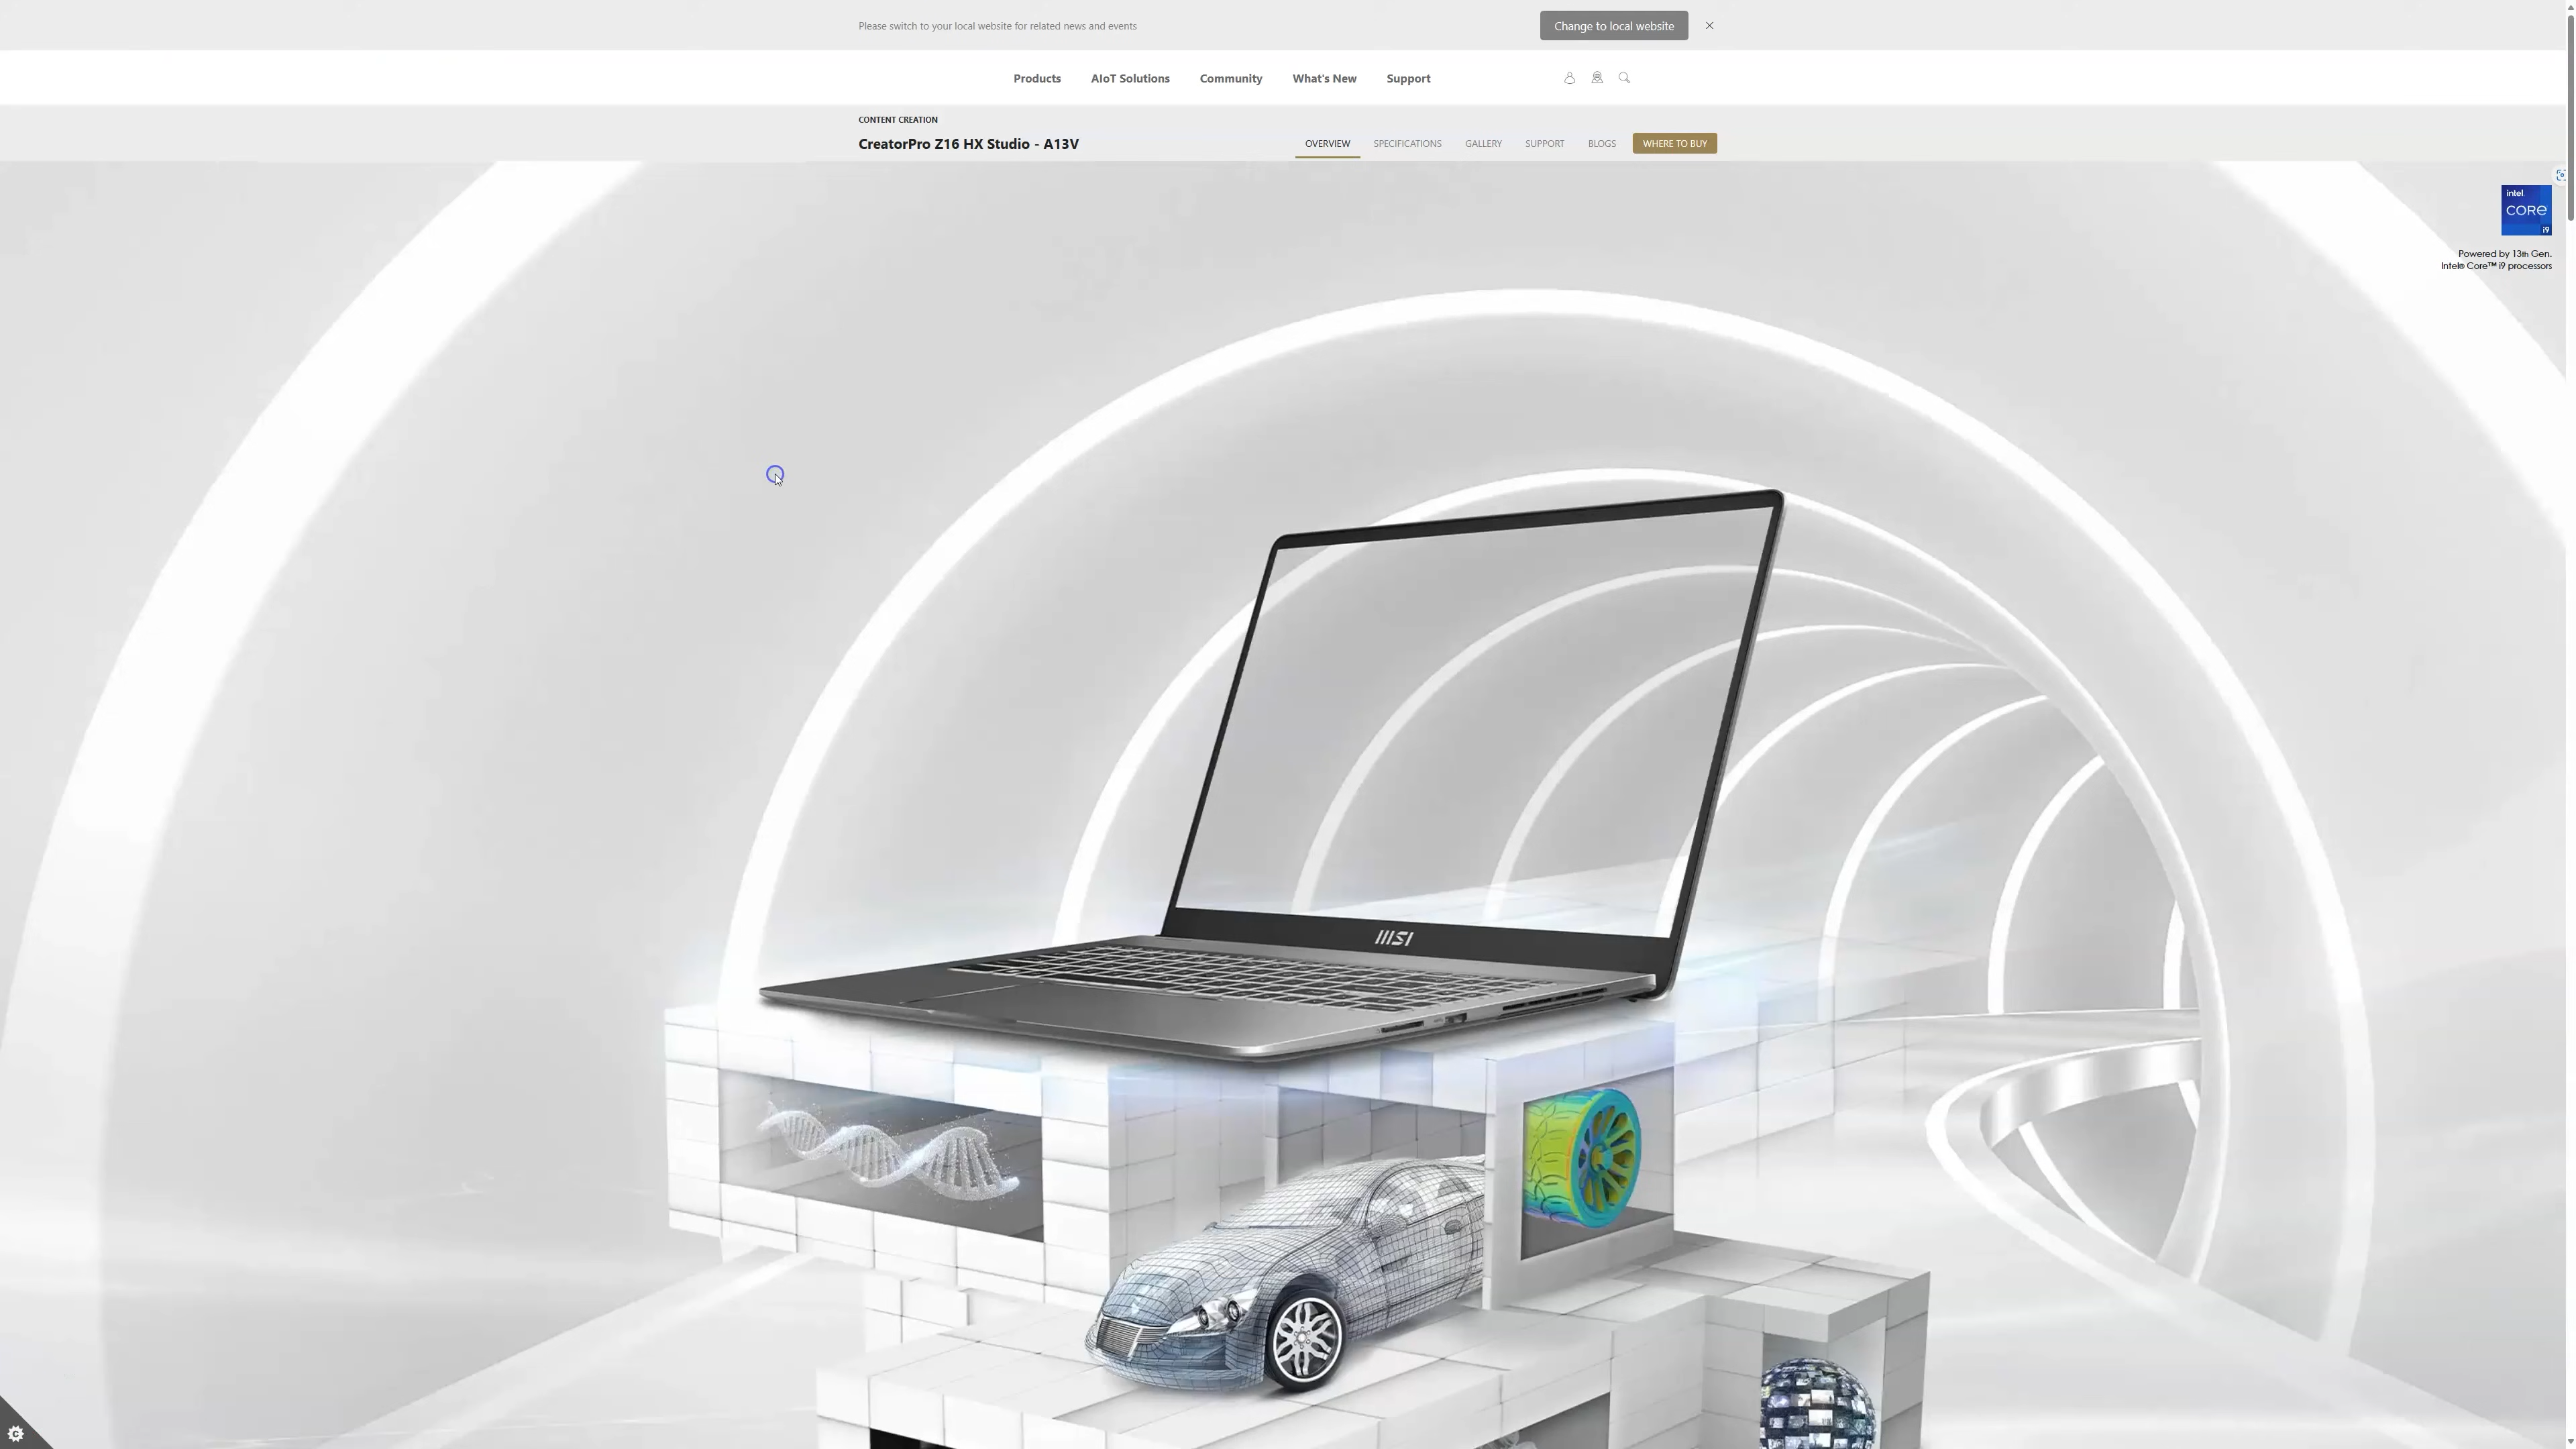 Please switch to your local website for related news and events
Change to local website
Products AIoT Solutions Community What's New Support
CONTENT CREATION
CreatorPro Z16 HX Studio - A13V
OVERVIEW SPECIFICATIONS GALLERY SUPPORT BLOGS WHERE TO BUY
intel.
CORE
i9
Powered by 13th Gen.
Intel® Core™ i9 processors
msi